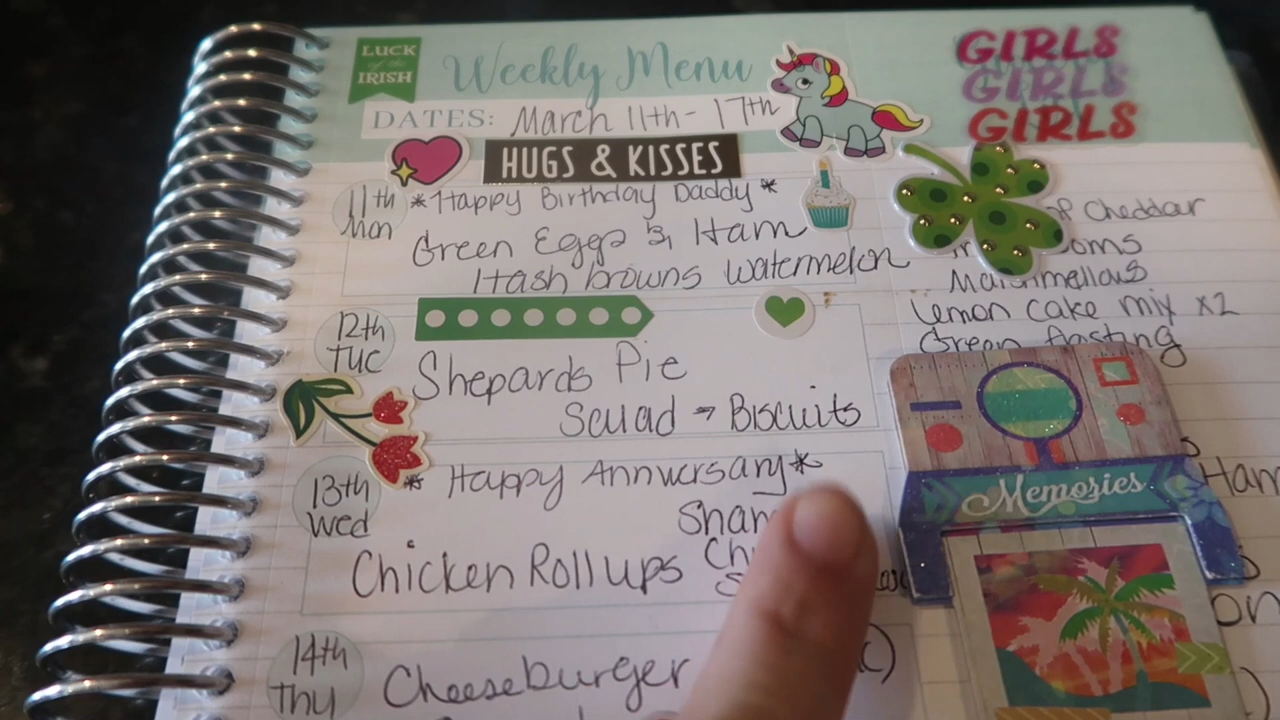 LUCK
of the
IRISH
Weekly Menu
DATES: March 11th - 17th
GIRLS
GIRLS
GIRLS
HUGS & KISSES
11th
Mon
*Happy Birthday Daddy*
Green Eggs & Ham
Hash browns watermelon
Cheddar
Marshmellows
Lemon Cake mix x2
Green frosting
12th
Tue
Shepards Pie
Salad → Biscuits
13th
Wed
* Happy Anniversary *
Chicken Roll ups
Memories
Ham
14th
Thu
Cheeseburger